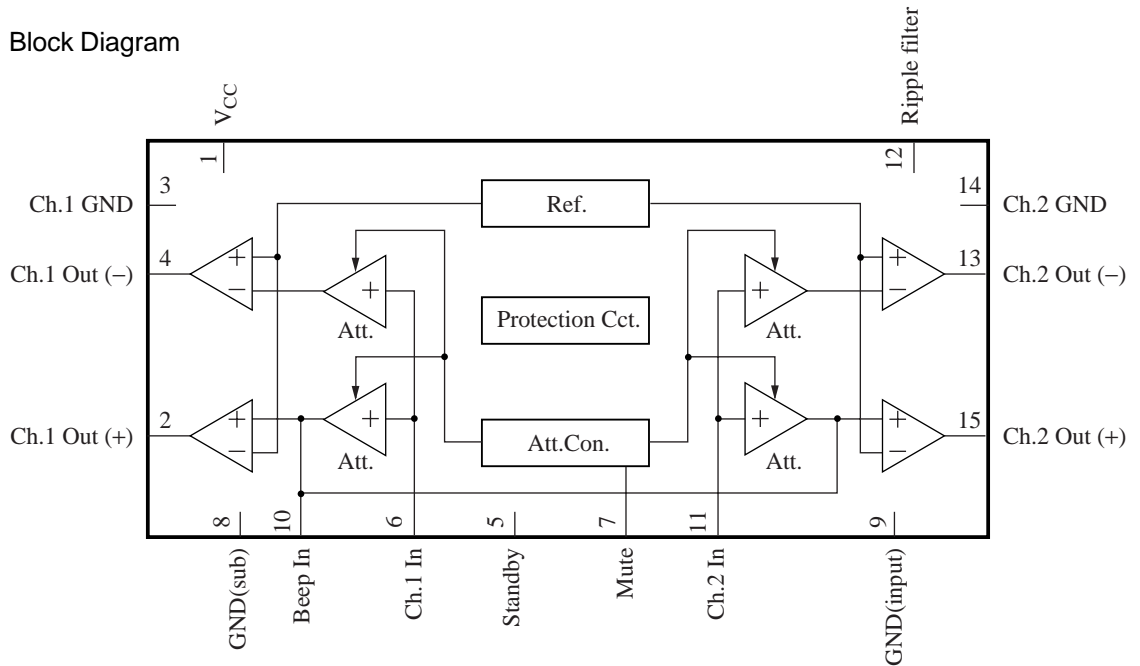 Block Diagram
Ripple filter
VCC
1
12
3
14
Ch.1 GND
Ref.
Ch.2 GND
4
+
+
13
Ch.1 Out (−)
−
+
+
−
Ch.2 Out (−)
Att.
Protection Cct.
Att.
2
+
+
+
+
15
Ch.1 Out (+)
−
Att.Con.
−
Ch.2 Out (+)
Att.
Att.
8
10
6
5
7
11
9
GND(sub)
Beep In
Ch.1 In
Standby
Mute
Ch.2 In
GND(input)